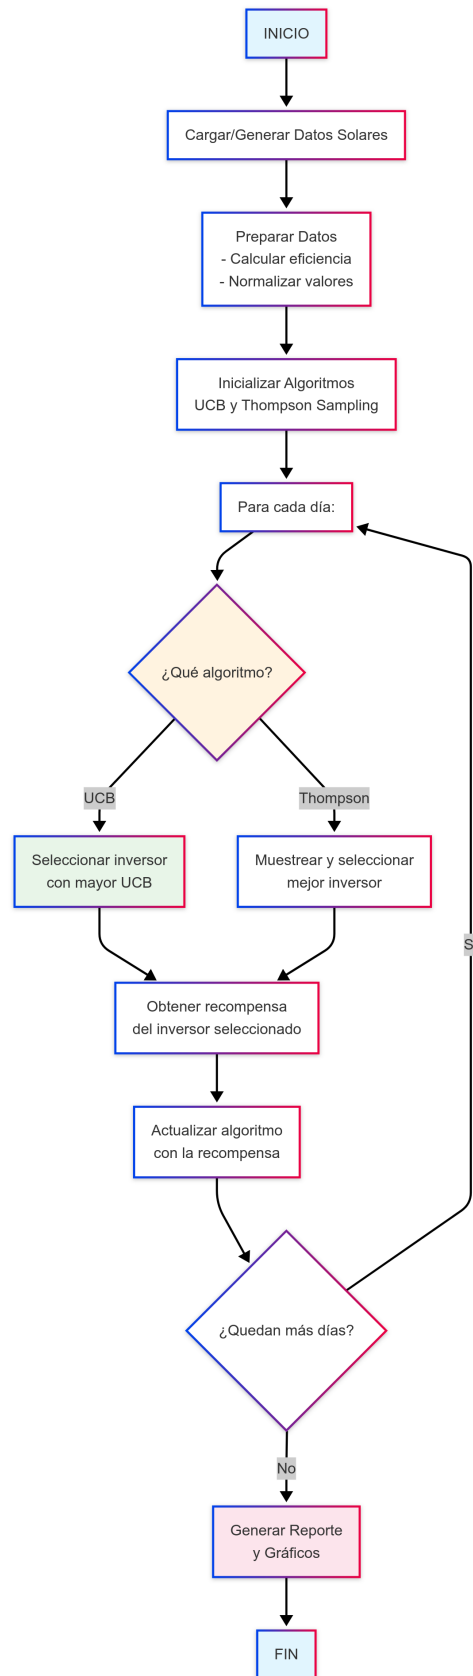 INICIO
Cargar/Generar Datos Solares
Preparar Datos
- Calcular eficiencia
- Normalizar valores
Inicializar Algoritmos
UCB y Thompson Sampling
Para cada día:
¿Qué algoritmo?
UCB
Thompson
Seleccionar inversor
con mayor UCB
Muestrear y seleccionar
mejor inversor
Obtener recompensa
del inversor seleccionado
Actualizar algoritmo
con la recompensa
¿Quedan más días?
No
Generar Reporte
y Gráficos
FIN